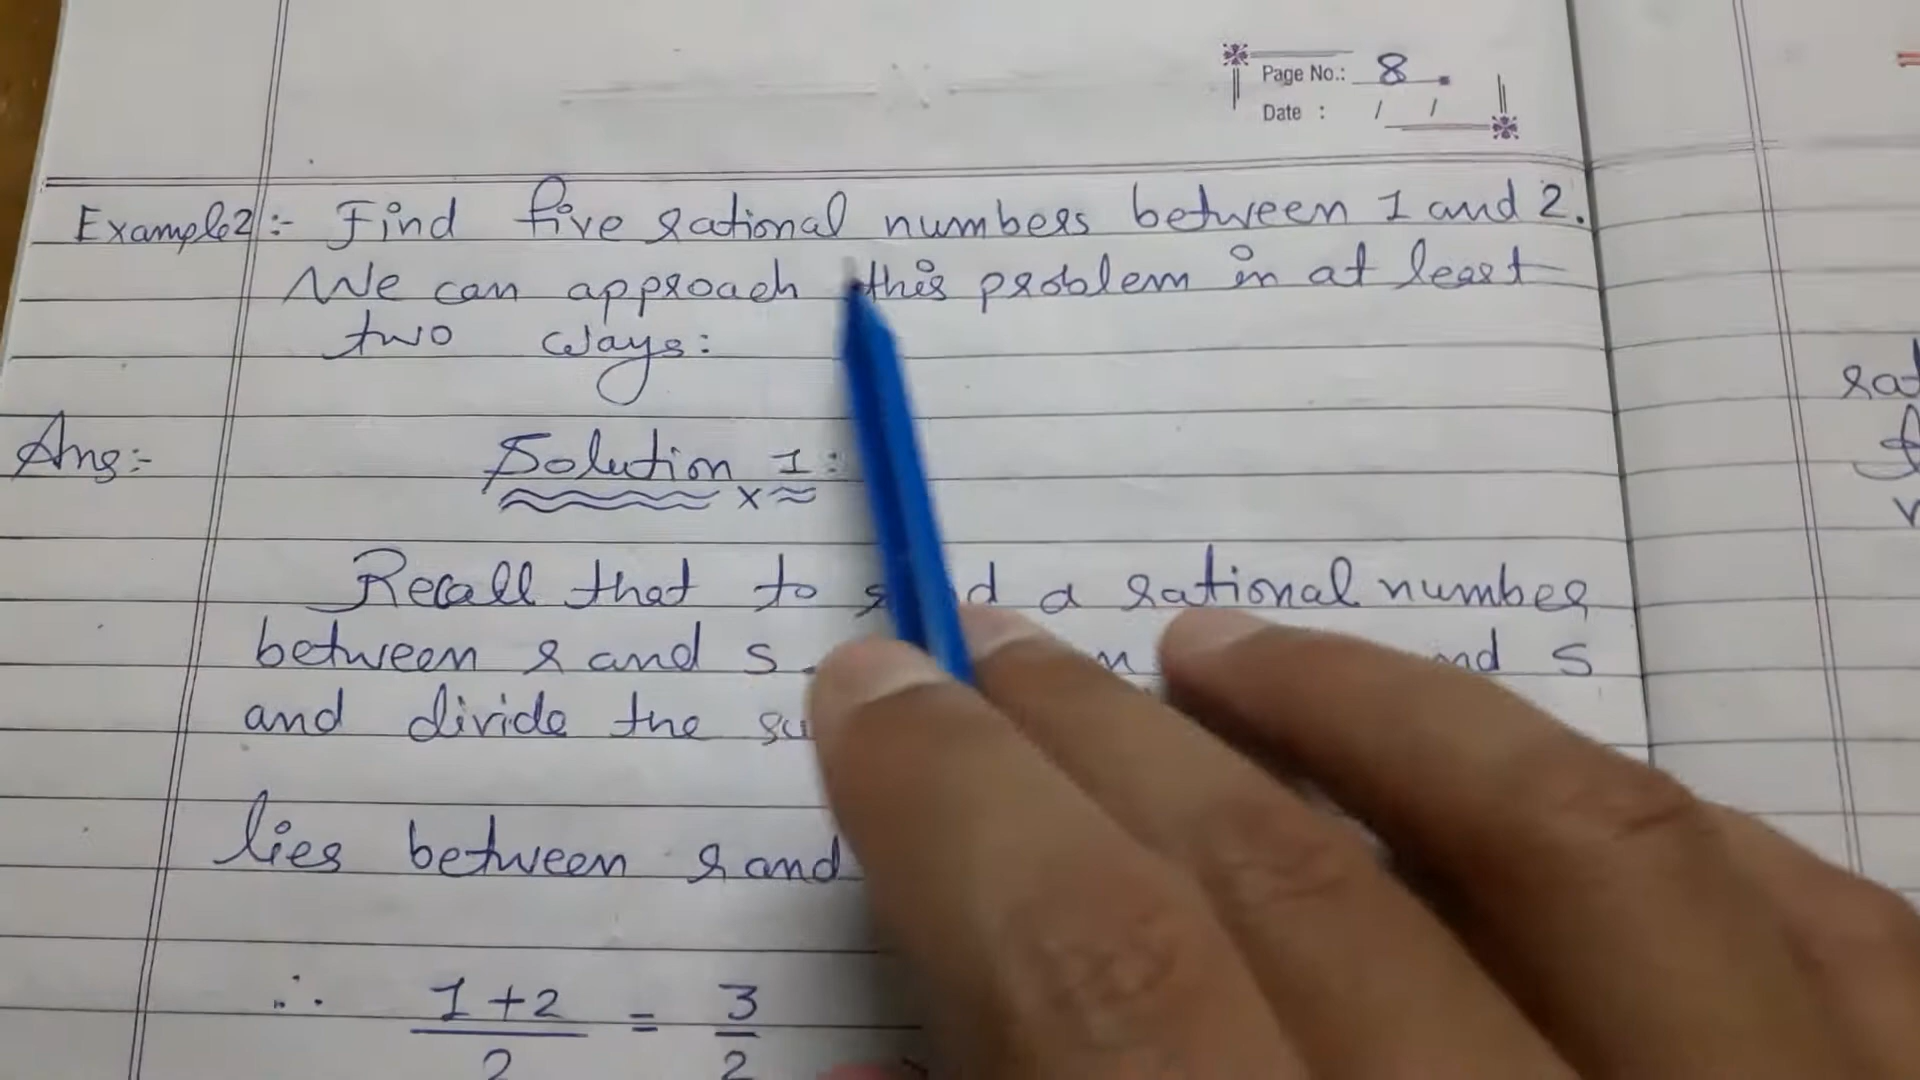 Page No.: 8
Date : / /
Example 2 :- Find five rational numbers between 1 and 2.
We can approach this problem in at least
two ways:
Ans:- Solution 1:
Recall that to a rational number
between r and s s
and divide the
lies between r and
∴ 1+2/2 = 3/2